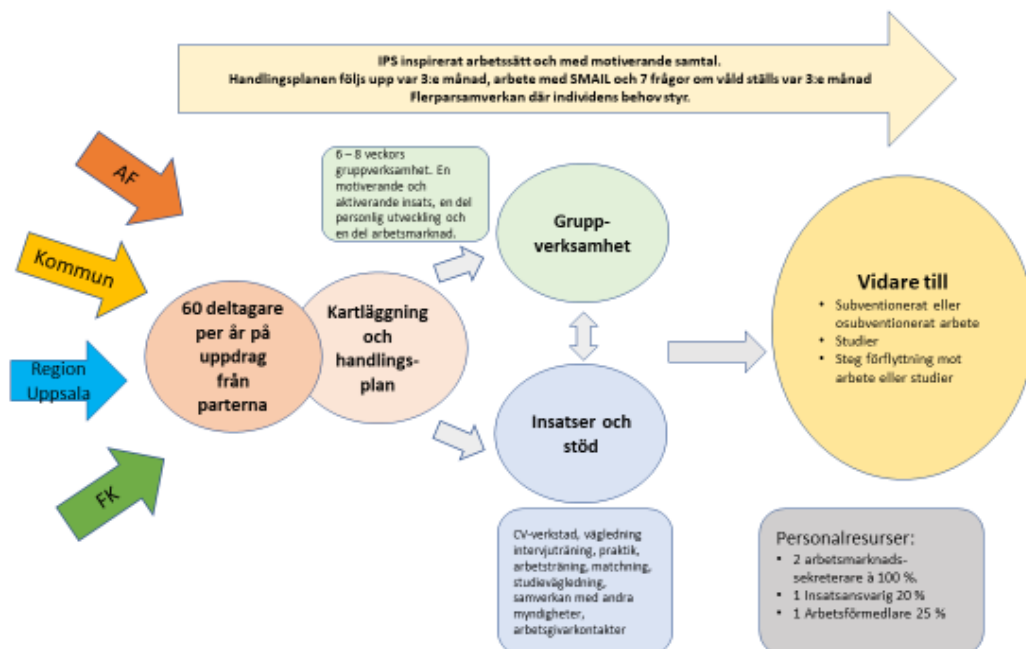 IPS inspirerat arbetssätt och med motiverande samtal.
Handlingsplanen följs upp var 3:e månad, arbete med SMAIL och 7 frågor om våld ställs var 3:e månad
Flerparsamverkan där individens behov styr.
AF
Kommun
Region
Uppsala
FK
60 deltagare
per år på
uppdrag
från
parterna
Kartläggning
och
handlings-
plan
6 – 8 veckors
gruppverksamhet. En
motiverande och
aktiverande insats, en del
personlig utveckling och
en del arbetsmarknad.
Grupp-
verksamhet
Insatser och
stöd
CV-verkstad, vägledning
intervjuträning, praktik,
arbetsträning, matchning,
studievägledning,
samverkan med andra
myndigheter,
arbetsgivarkontakter
Vidare till
• Subventionerat eller
osubventionerat arbete
• Studier
• Steg förflyttning mot
arbete eller studier
Personalresurser:
• 2 arbetsmarknads-
sekreterare à 100 %.
• 1 Insatsansvarig 20 %
• 1 Arbetsförmedlare 25 %